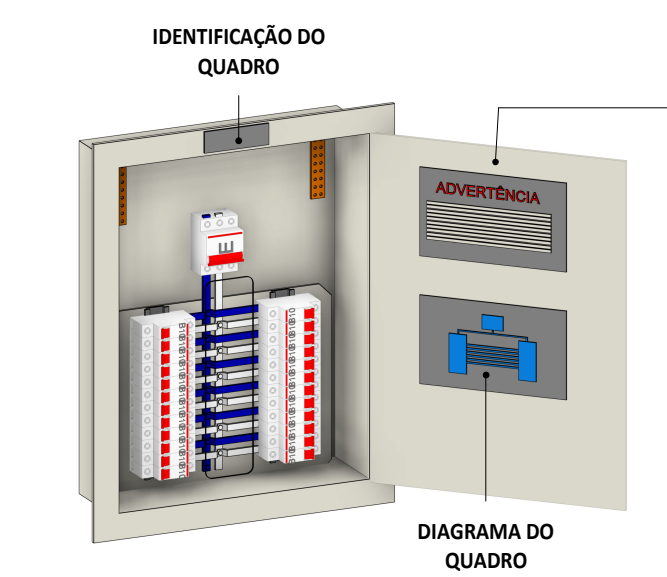 IDENTIFICAÇÃO DO
QUADRO
ADVERTÊNCIA
DIAGRAMA DO
QUADRO